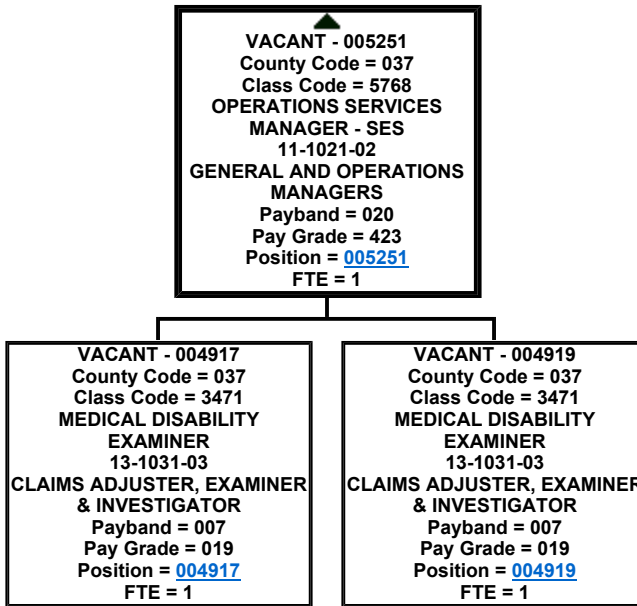 VACANT - 005251
County Code = 037
Class Code = 5768
OPERATIONS SERVICES
MANAGER - SES
11-1021-02
GENERAL AND OPERATIONS
MANAGERS
Payband = 020
Pay Grade = 423
Position = 005251
FTE = 1
VACANT - 004917
County Code = 037
Class Code = 3471
MEDICAL DISABILITY
EXAMINER
13-1031-03
CLAIMS ADJUSTER, EXAMINER
& INVESTIGATOR
Payband = 007
Pay Grade = 019
Position = 004917
FTE = 1
VACANT - 004919
County Code = 037
Class Code = 3471
MEDICAL DISABILITY
EXAMINER
13-1031-03
CLAIMS ADJUSTER, EXAMINER
& INVESTIGATOR
Payband = 007
Pay Grade = 019
Position = 004919
FTE = 1